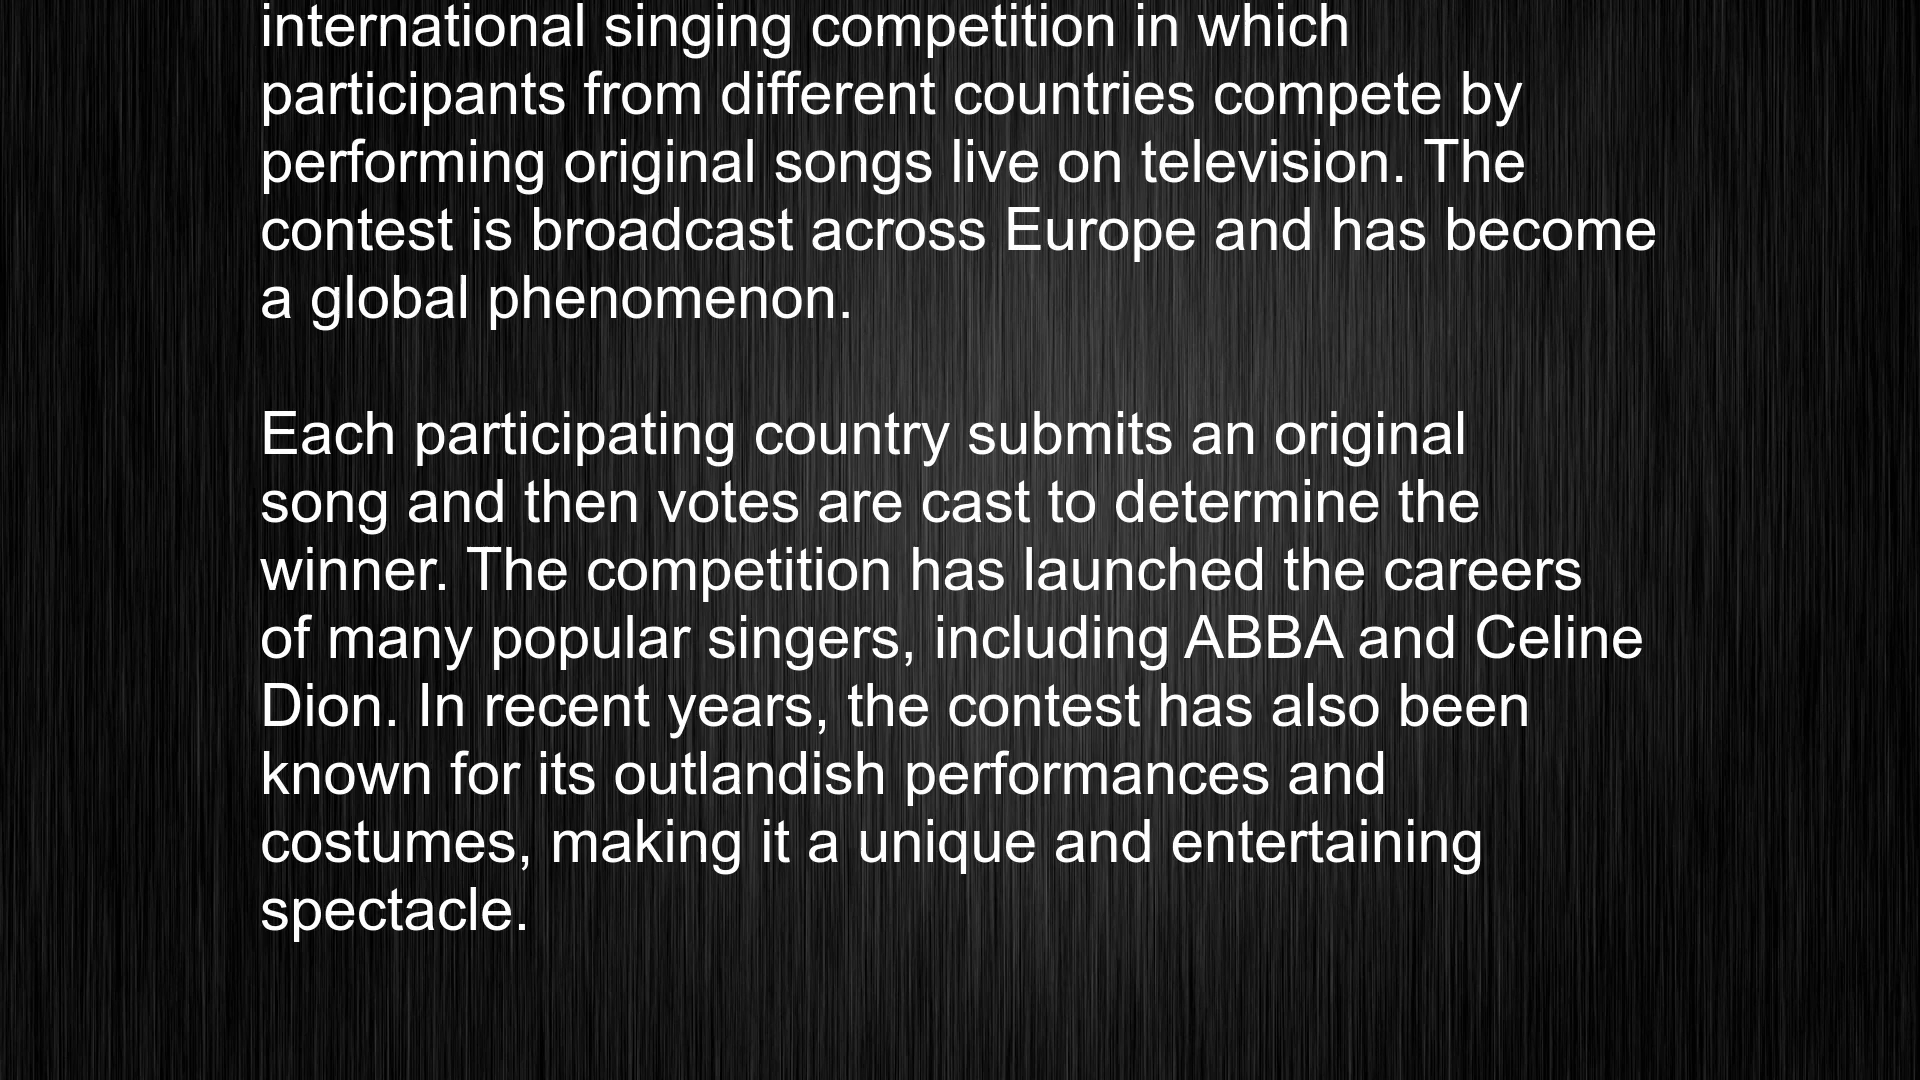 international singing competition in which
participants from different countries compete by
performing original songs live on television. The
contest is broadcast across Europe and has become
a global phenomenon.
Each participating country submits an original
song and then votes are cast to determine the
winner. The competition has launched the careers
of many popular singers, including ABBA and Celine
Dion. In recent years, the contest has also been
known for its outlandish performances and
costumes, making it a unique and entertaining
spectacle.